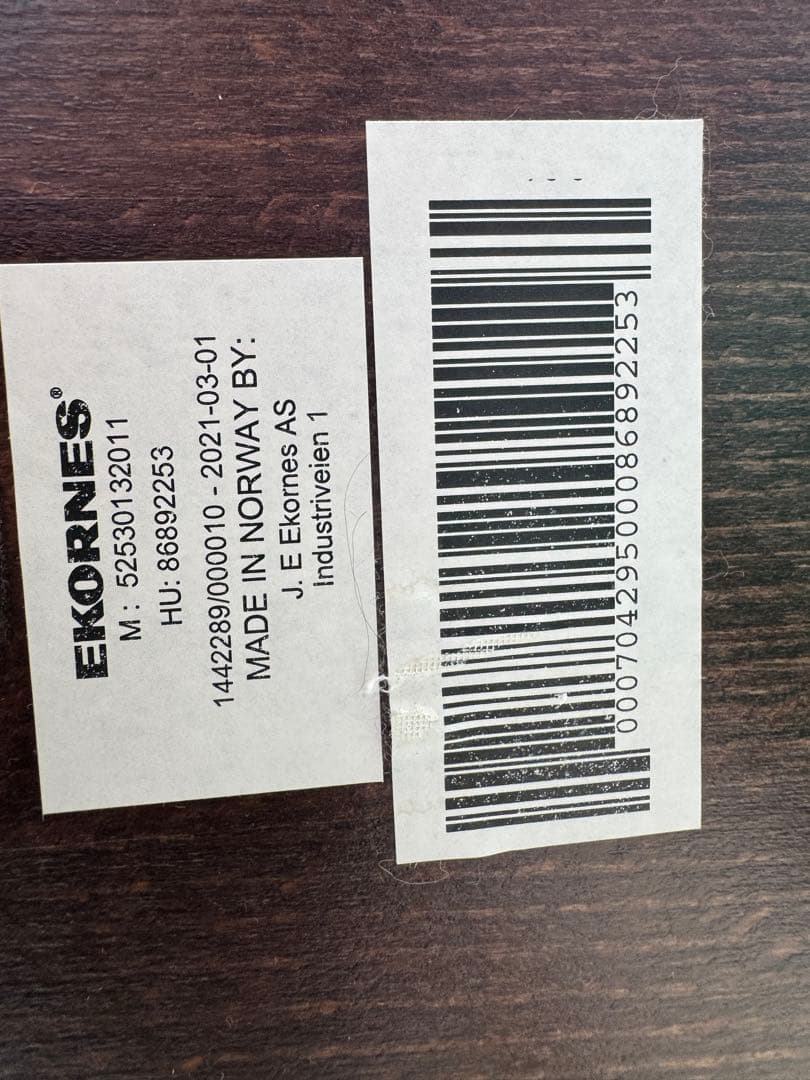 EKORNES®
M: 52530132011
HU: 86892253
1442289/000010 - 2021-03-01
MADE IN NORWAY BY:
J. E Ekornes AS
Industriveien 1
00070429500086892253